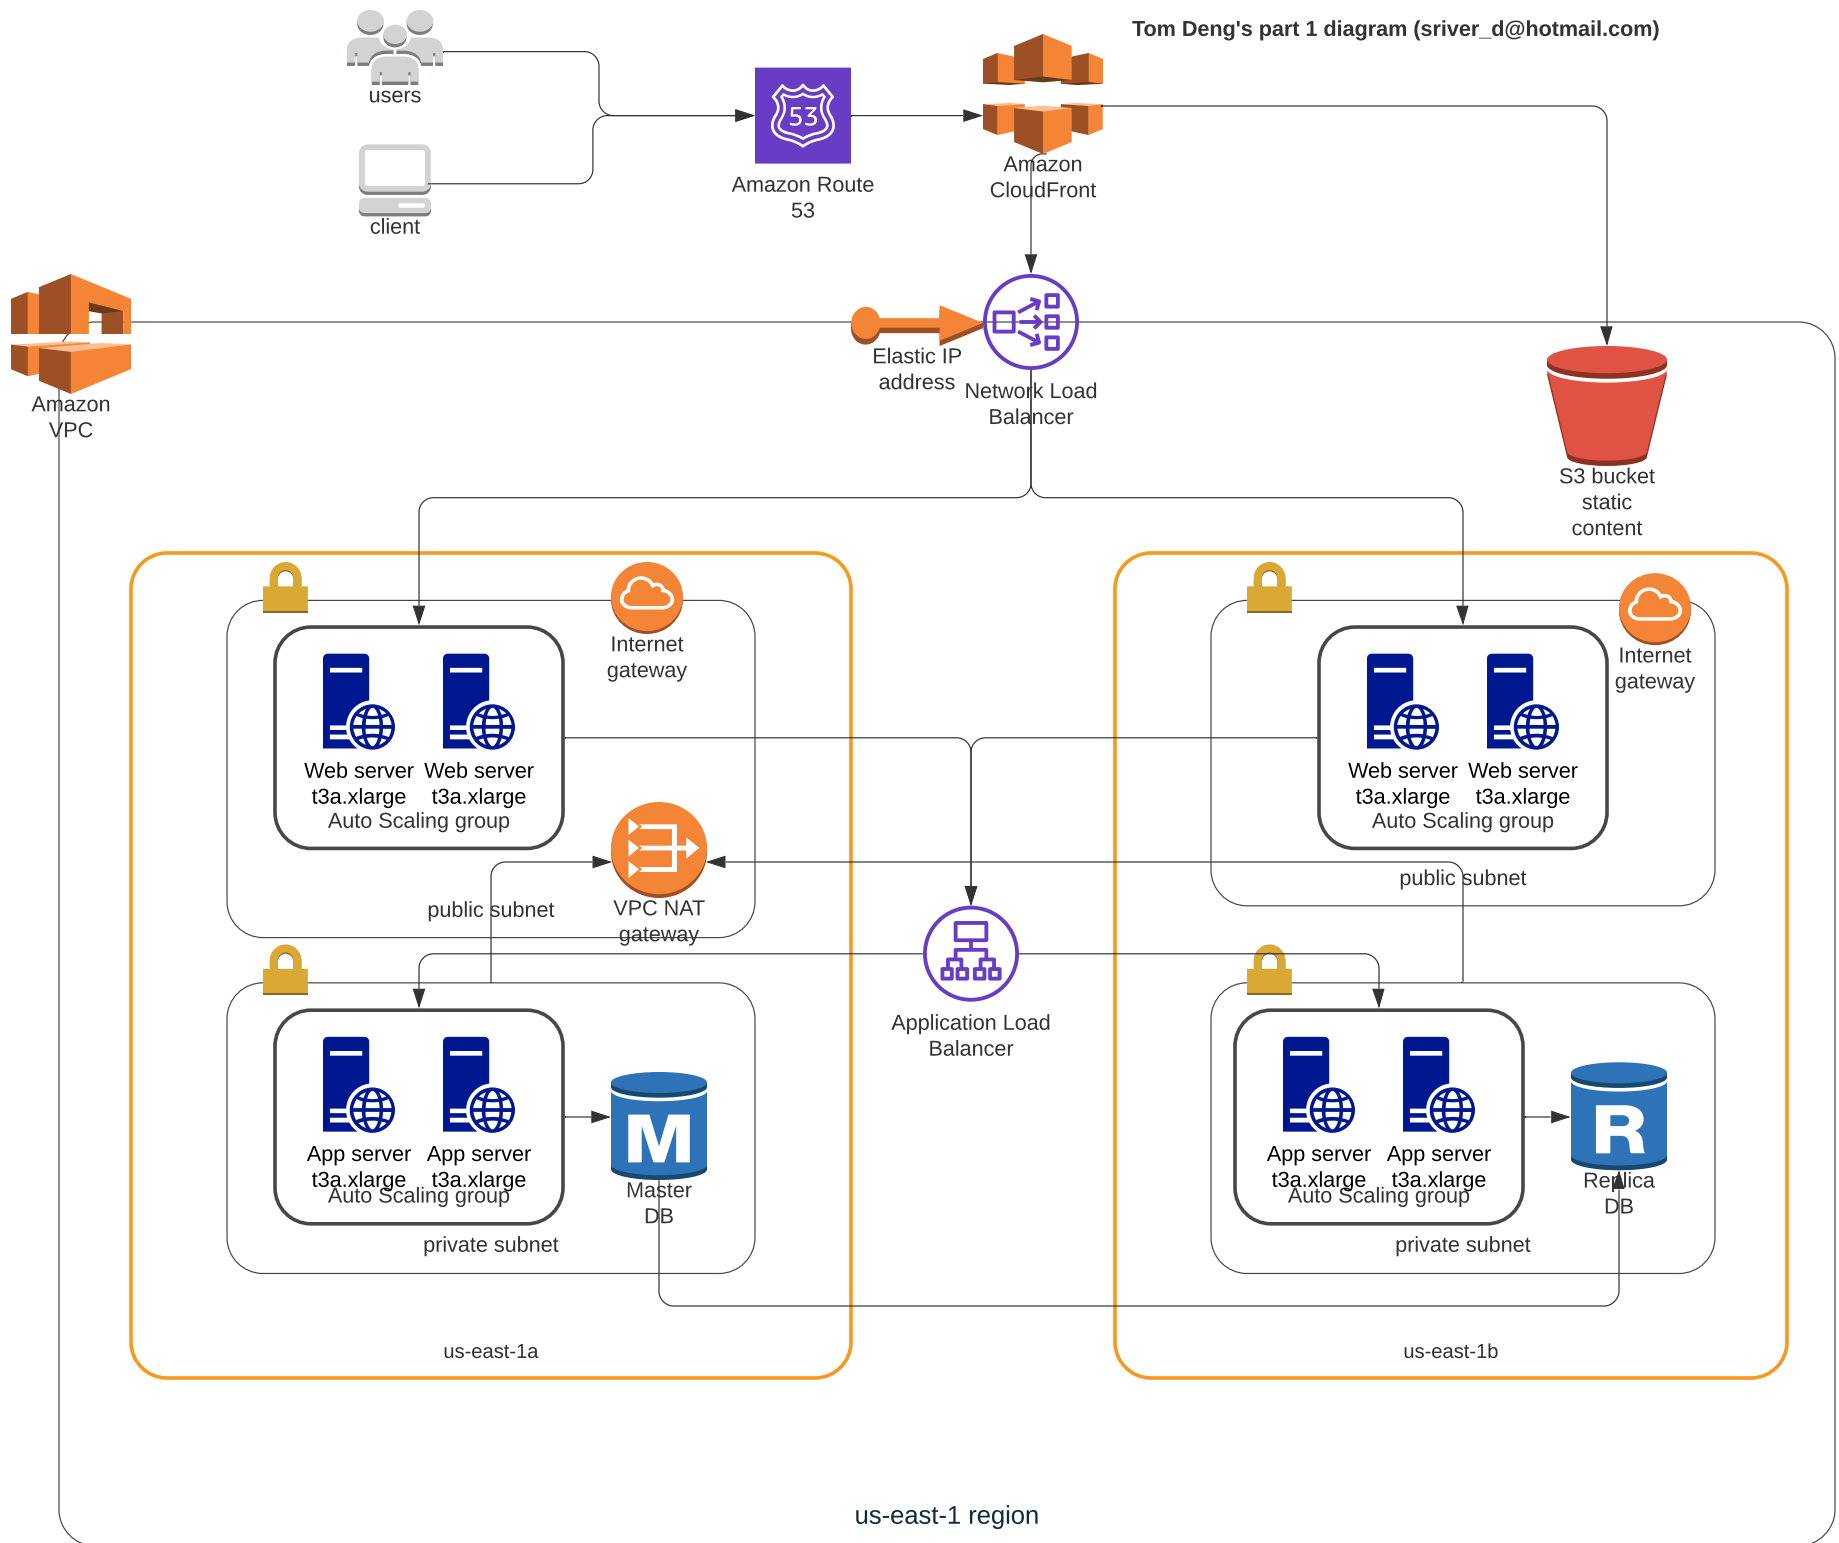 Tom Deng's part 1 diagram (sriver_d@hotmail.com)
users
53
Amazon Route
53
Amazon
CloudFront
client
Amazon
VPC
Elastic IP
address
Network Load
Balancer
S3 bucket
static
content
Internet
gateway
Web server
t3a.xlarge
Web server
t3a.xlarge
Auto Scaling group
public subnet
VPC NAT
gateway
Internet
gateway
Web server
t3a.xlarge
Web server
t3a.xlarge
Auto Scaling group
public subnet
Application Load
Balancer
App server
t3a.xlarge
App server
t3a.xlarge
Auto Scaling group
M
Master
DB
private subnet
us-east-1a
App server
t3a.xlarge
App server
t3a.xlarge
Auto Scaling group
R
Replica
DB
private subnet
us-east-1b
us-east-1 region